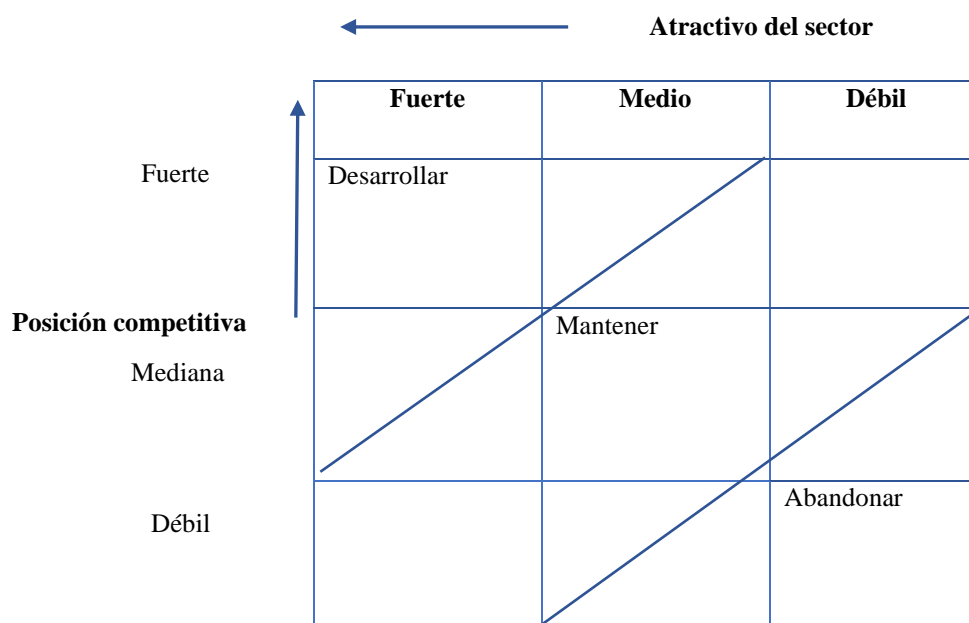 Atractivo del sector
Fuerte Medio Débil
Fuerte
Desarrollar
Posición competitiva
Mantener
Mediana
Abandonar
Débil